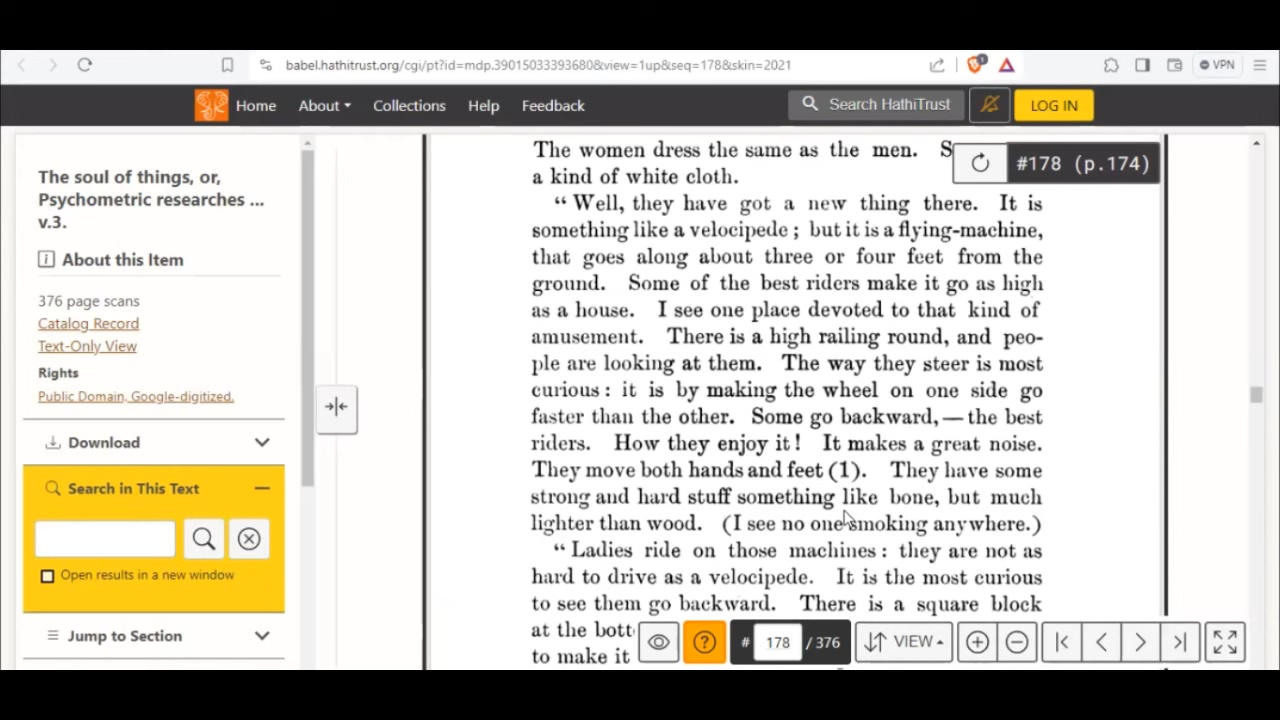 babel.hathitrust.org/cgi/pt?id=mdp.39015033393680&view=1up&seq=178&skin=2021
1
VPN
Home
About
Collections
Help
Feedback
Search HathiTrust
LOG IN
The soul of things, or,
Psychometric researches ...
v.3.
About this Item
376 page scans
Catalog Record
Text-Only View
Rights
Public Domain, Google-digitized.
Download
Search in This Text
Open results in a new window
Jump to Section
#178 (p.174)
The women dress the same as the men. S
a kind of white cloth.
“ Well, they have got a new thing there. It is
something like a velocipede ; but it is a flying-machine,
that goes along about three or four feet from the
ground. Some of the best riders make it go as high
as a house. I see one place devoted to that kind of
amusement. There is a high railing round, and peo-
ple are looking at them. The way they steer is most
curious : it is by making the wheel on one side go
faster than the other. Some go backward, — the best
riders. How they enjoy it ! It makes a great noise.
They move both hands and feet (1). They have some
strong and hard stuff something like bone, but much
lighter than wood. (I see no one smoking anywhere.)
“ Ladies ride on those machines : they are not as
hard to drive as a velocipede. It is the most curious
to see them go backward. There is a square block
at the bott
to make it
# 178 / 376
VIEW